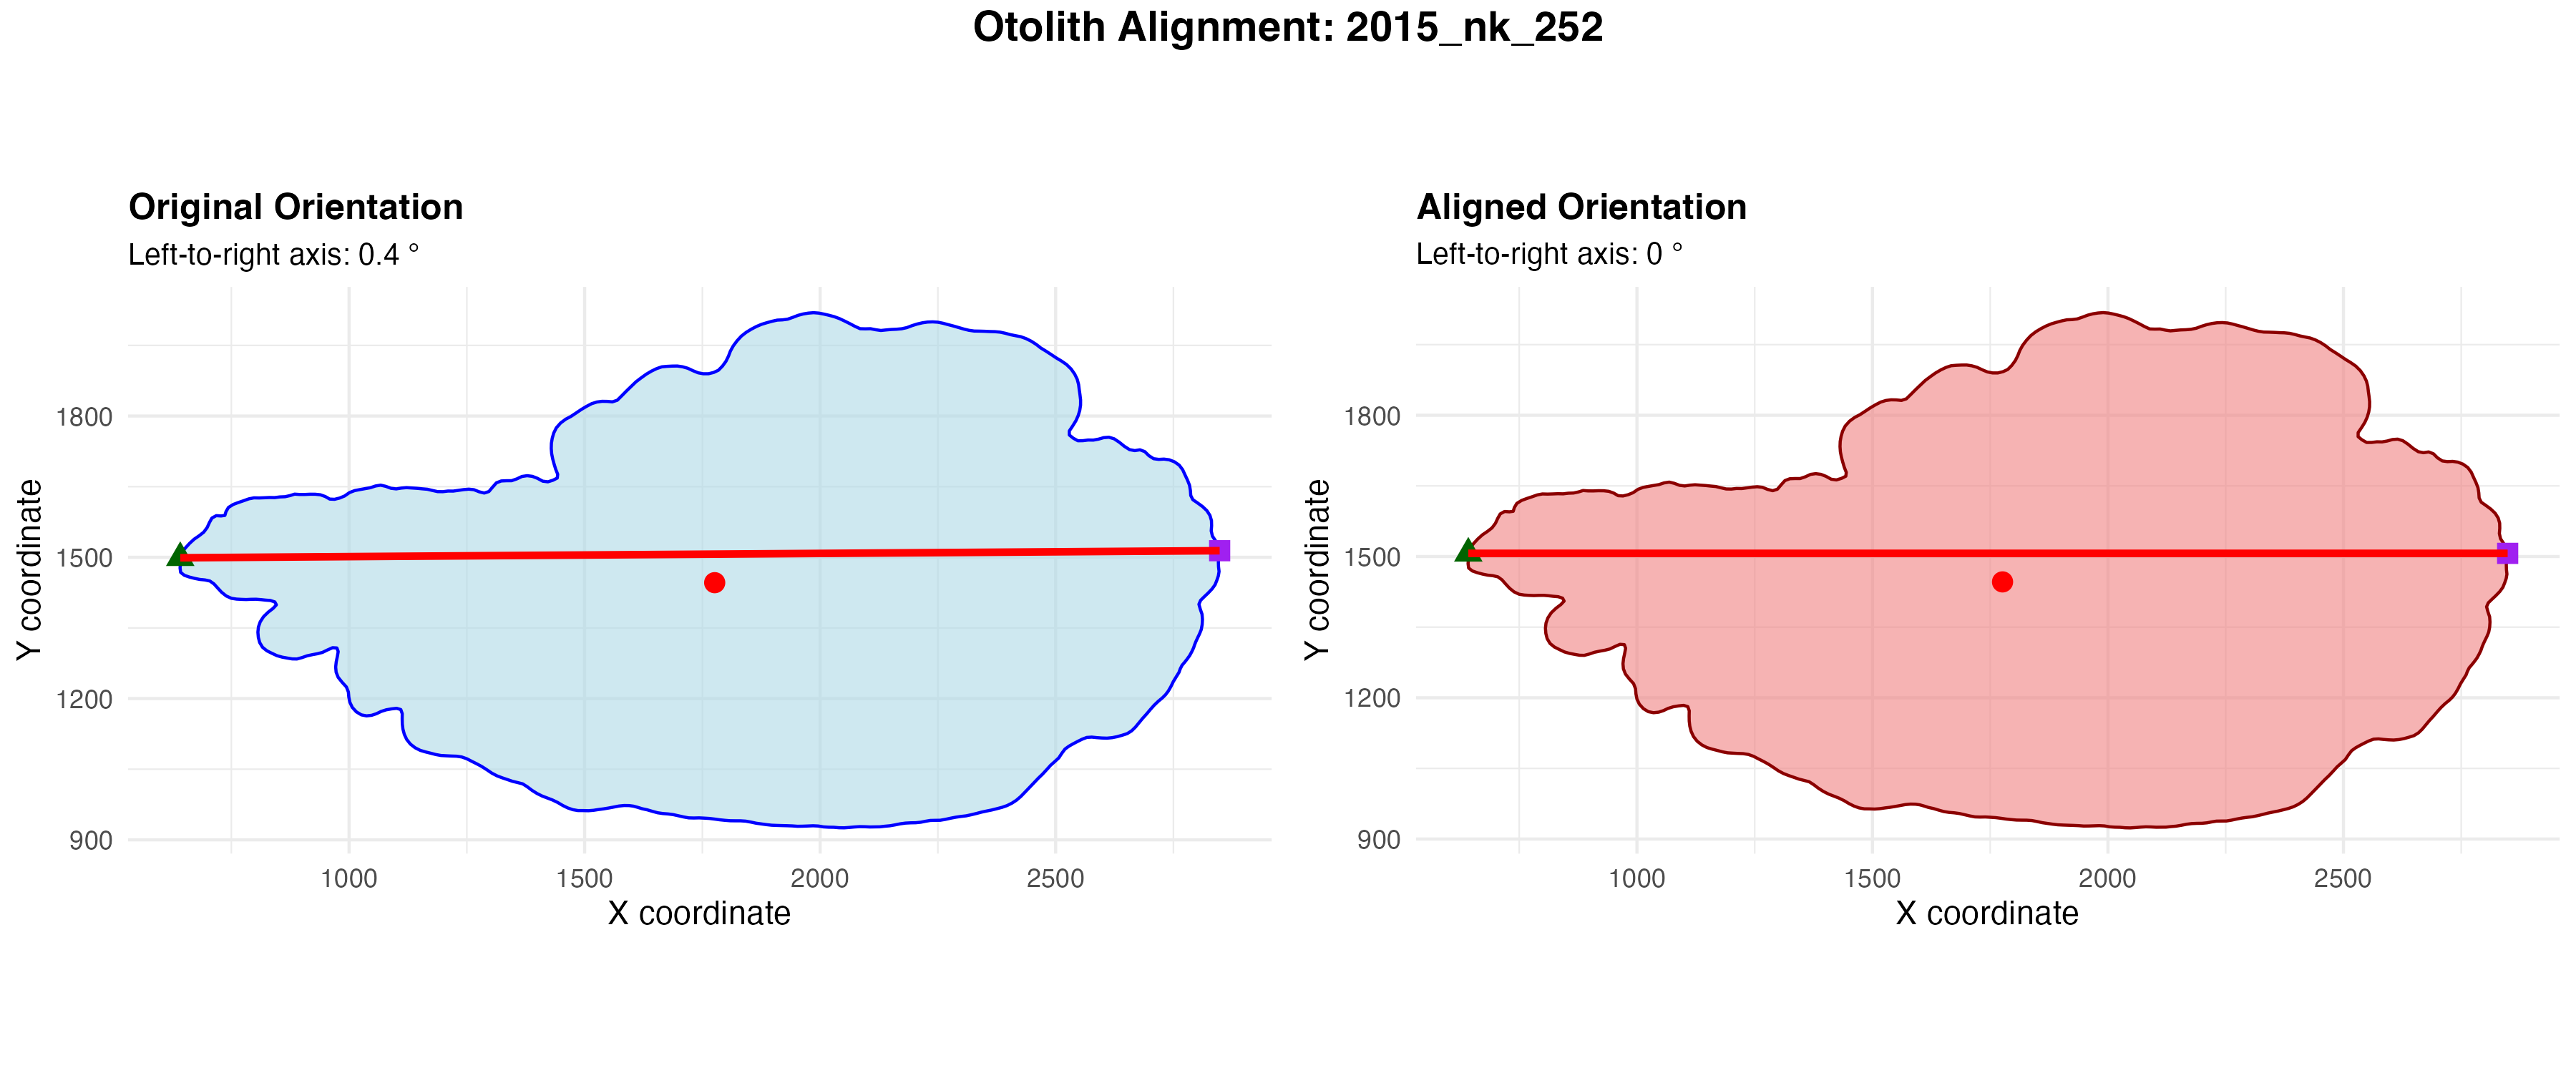 Otolith Alignment: 2015_nk_252
Original Orientation
Left-to-right axis: 0.4 °
Y coordinate
1800
1500
1200
900
1000 1500 2000 2500
X coordinate
Aligned Orientation
Left-to-right axis: 0 °
Y coordinate
1800
1500
1200
900
1000 1500 2000 2500
X coordinate